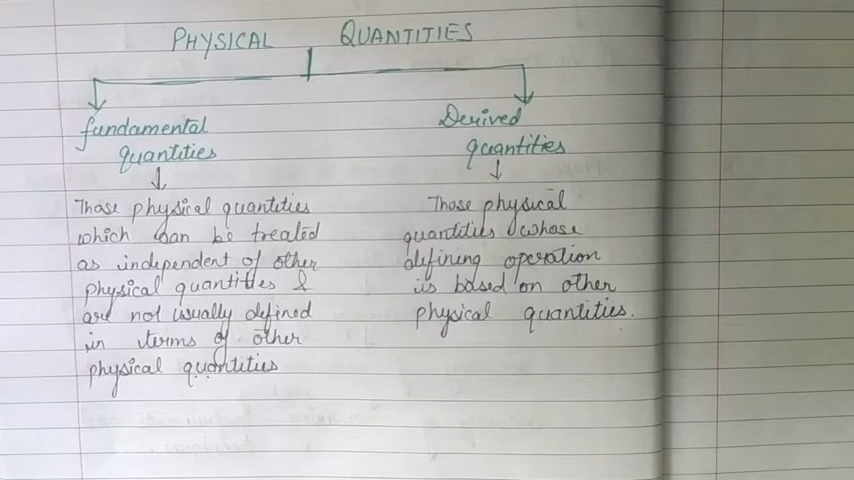 PHYSICAL QUANTITIES
fundamental
quantities
Those physical quantities
which can be treated
as independent of other
physical quantities &
are not usually defined
in terms of other
physical quantities
Derived
quantities
Those physical
quantities whose
defining operation
is based on other
physical quantities.